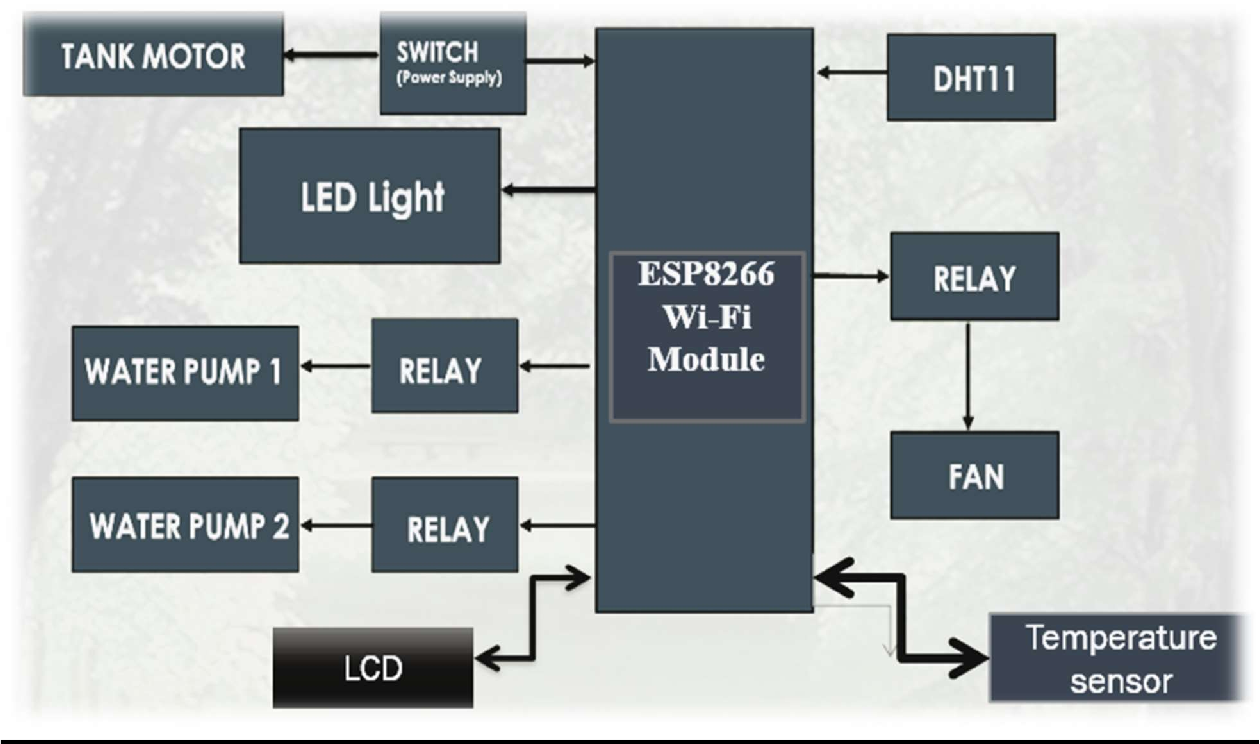 TANK MOTOR
SWITCH
(Power Supply)
DHT11
LED Light
ESP8266
Wi-Fi
Module
RELAY
WATER PUMP 1
RELAY
FAN
WATER PUMP 2
RELAY
LCD
Temperature
sensor